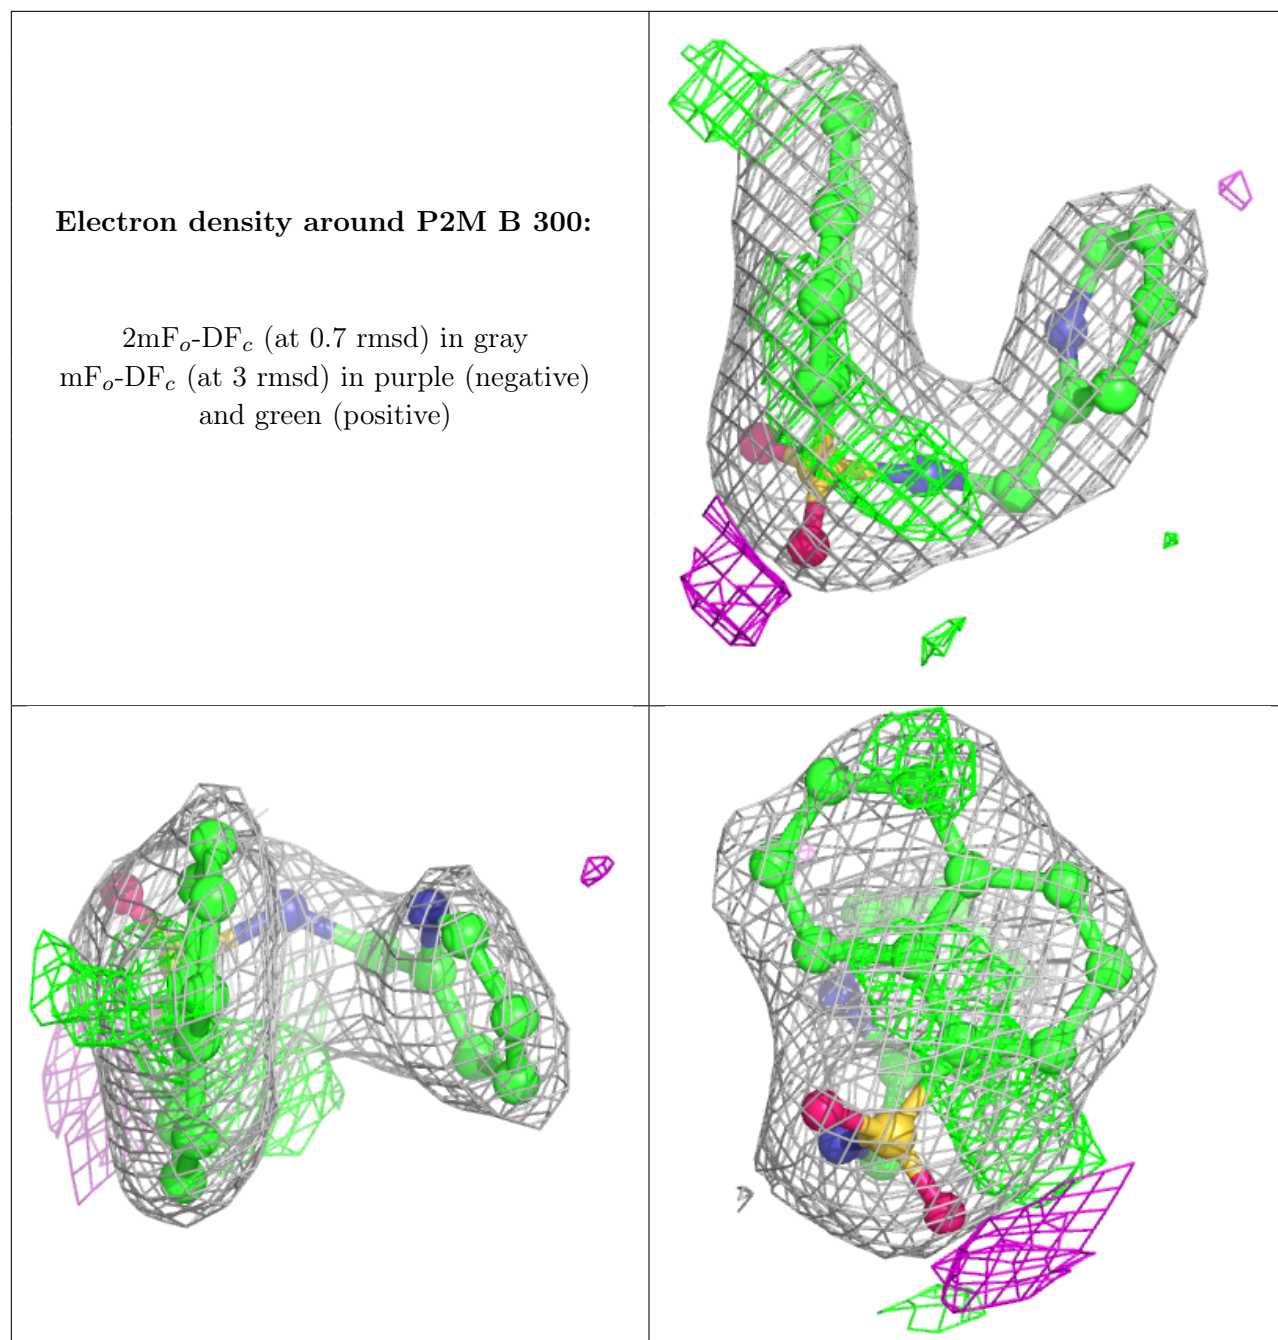 Electron density around P2M B 300:
2mFₒ-DF𝑐 (at 0.7 rmsd) in gray
mFₒ-DF𝑐 (at 3 rmsd) in purple (negative)
and green (positive)